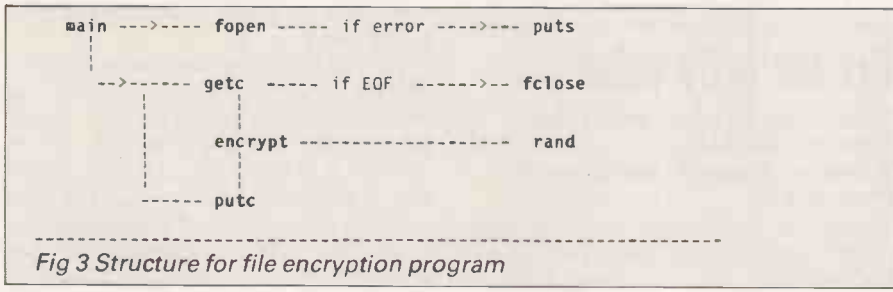 main --->---- fopen ----- if error ---->--- puts
-->------ getc ----- if EOF ------>-- fclose
encrypt ------------------- rand
------ putc
Fig 3 Structure for file encryption program